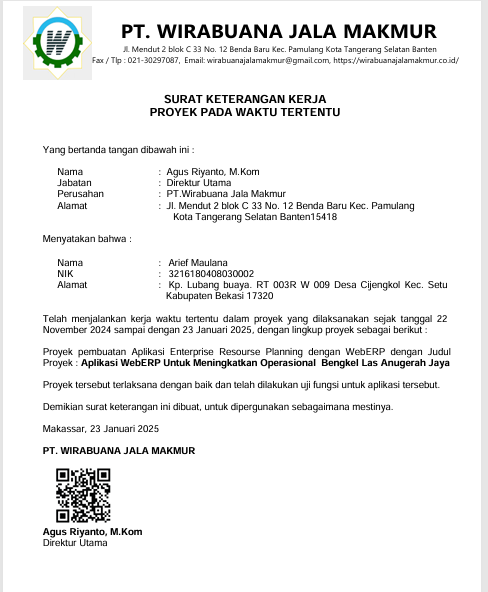 W
PT. WIRABUANA JALA MAKMUR
Jl. Mendut 2 blok C 33 No. 12 Benda Baru Kec. Pamulang Kota Tangerang Selatan Banten
Fax / Tlp : 021-30297087, Email: wirabuanajalamakmur@gmail.com, https://wirabuanajalamakmur.co.id/
SURAT KETERANGAN KERJA
PROYEK PADA WAKTU TERTENTU
Yang bertanda tangan dibawah ini :
Nama : Agus Riyanto, M.Kom
Jabatan : Direktur Utama
Perusahan : PT.Wirabuana Jala Makmur
Alamat : Jl. Mendut 2 blok C 33 No. 12 Benda Baru Kec. Pamulang
Kota Tangerang Selatan Banten15418
Menyatakan bahwa :
Nama : Arief Maulana
NIK : 3216180408030002
Alamat : Kp. Lubang buaya. RT 003R W 009 Desa Cijengkol Kec. Setu
Kabupaten Bekasi 17320
Telah menjalankan kerja waktu tertentu dalam proyek yang dilaksanakan sejak tanggal 22
November 2024 sampai dengan 23 Januari 2025, dengan lingkup proyek sebagai berikut :
Proyek pembuatan Aplikasi Enterprise Resourse Planning dengan WebERP dengan Judul
Proyek : Aplikasi WebERP Untuk Meningkatkan Operasional Bengkel Las Anugerah Jaya
Proyek tersebut terlaksana dengan baik dan telah dilakukan uji fungsi untuk aplikasi tersebut.
Demikian surat keterangan ini dibuat, untuk dipergunakan sebagaimana mestinya.
Makassar, 23 Januari 2025
PT. WIRABUANA JALA MAKMUR
Agus Riyanto, M.Kom
Direktur Utama